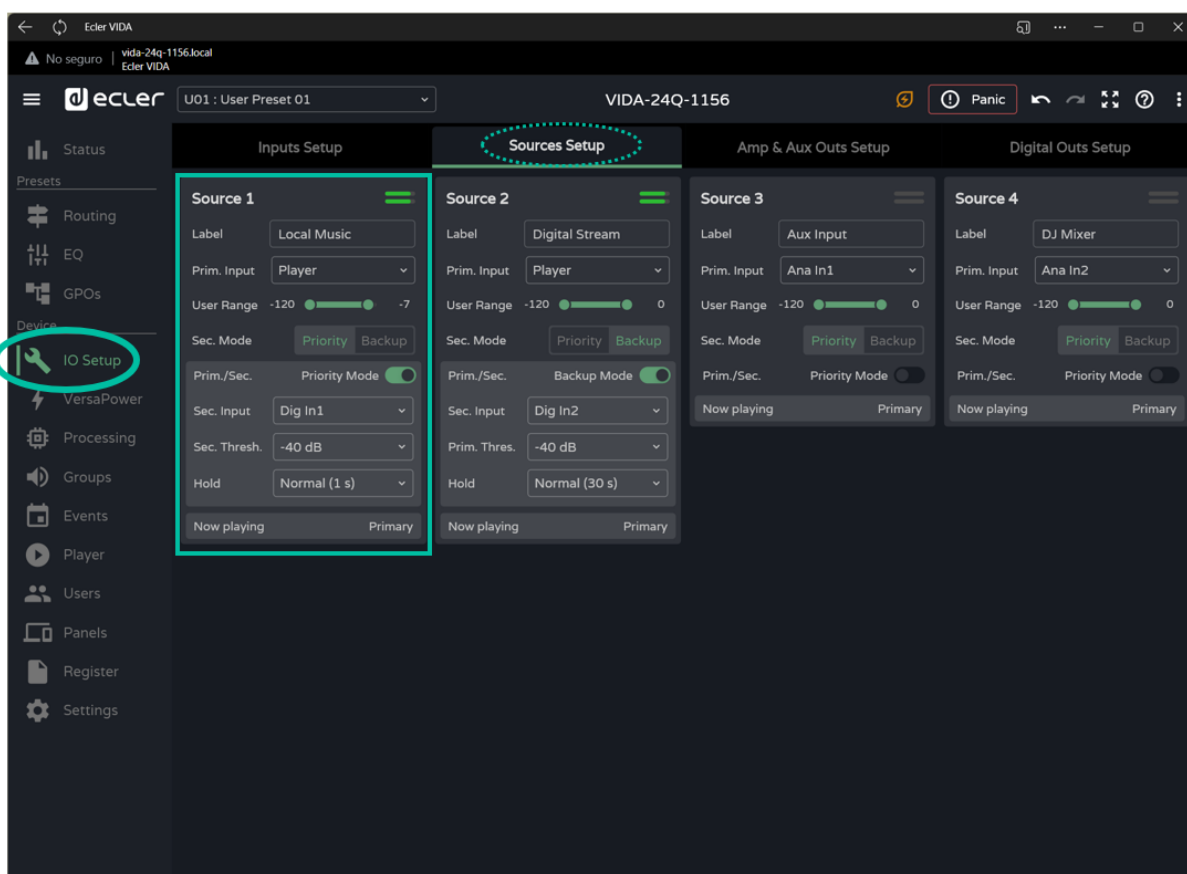 Ecler VIDA
No seguro
vida-24q-1156.local
Ecler VIDA
ecler
U01 : User Preset 01
VIDA-24Q-1156
Panic
Status
Presets
Routing
EQ
GPOs
Device
IO Setup
VersaPower
Processing
Groups
Events
Player
Users
Panels
Register
Settings
Inputs Setup
Sources Setup
Amp & Aux Outs Setup
Digital Outs Setup
Source 1
Label Local Music
Prim. Input Player
User Range -120 -7
Sec. Mode Priority Backup
Prim./Sec. Priority Mode
Sec. Input Dig In1
Sec. Thresh. -40 dB
Hold Normal (1 s)
Now playing Primary
Source 2
Label Digital Stream
Prim. Input Player
User Range -120 0
Sec. Mode Priority Backup
Prim./Sec. Backup Mode
Sec. Input Dig In2
Prim. Thres. -40 dB
Hold Normal (30 s)
Now playing Primary
Source 3
Label Aux Input
Prim. Input Ana In1
User Range -120 0
Sec. Mode Priority Backup
Prim./Sec. Priority Mode
Now playing Primary
Source 4
Label DJ Mixer
Prim. Input Ana In2
User Range -120 0
Sec. Mode Priority Backup
Prim./Sec. Priority Mode
Now playing Primary